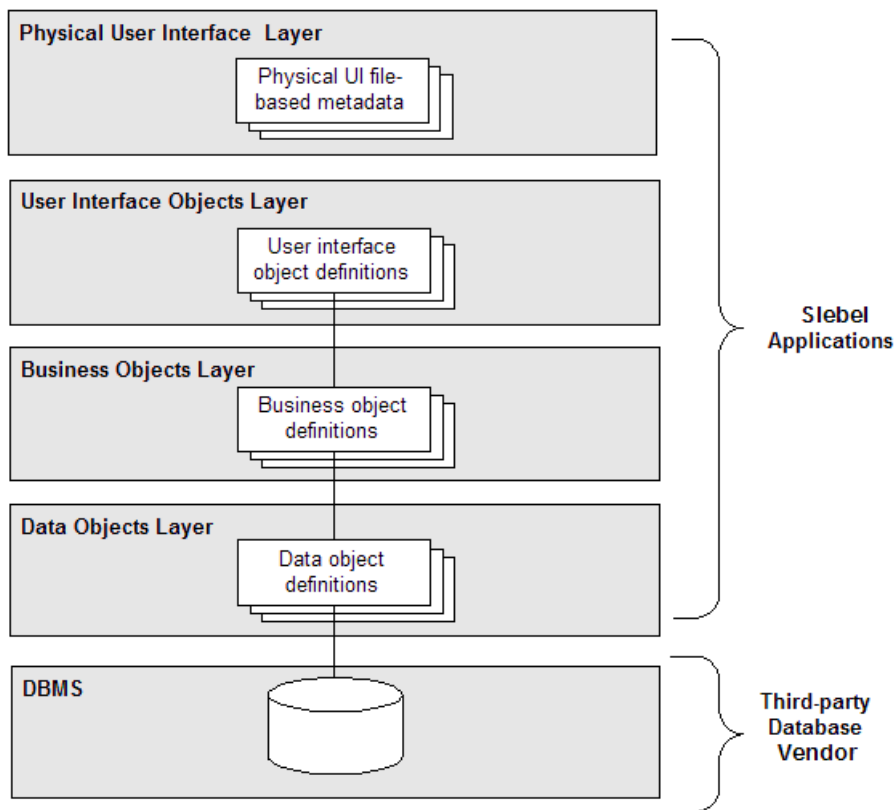 Physical User Interface Layer
Physical UI file-
based metadata
User Interface Objects Layer
User interface
object definitions
Slebel
Applications
Business Objects Layer
Business object
definitions
Data Objects Layer
Data object
definitions
DBMS
Third-party
Database
Vendor